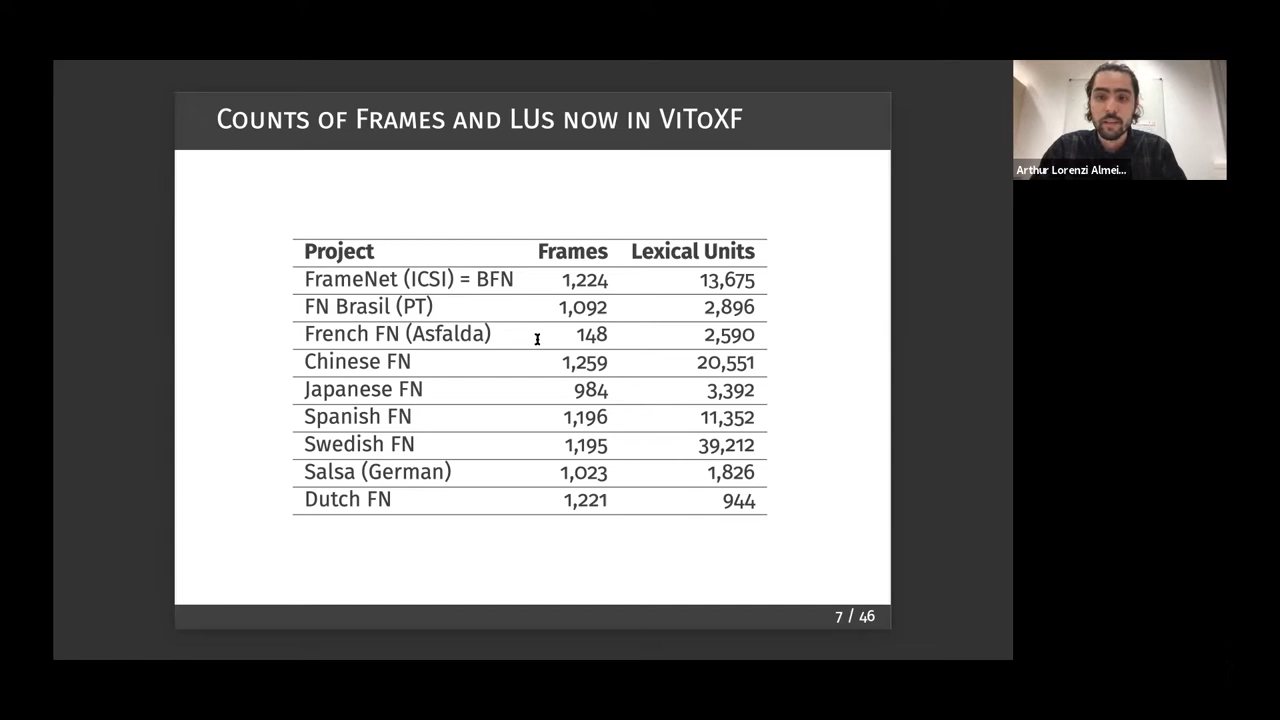 Counts of Frames and LUs now in ViToXF
Project Frames Lexical Units
FrameNet (ICSI) = BFN 1,224 13,675
FN Brasil (PT) 1,092 2,896
French FN (Asfalda) 148 2,590
Chinese FN 1,259 20,551
Japanese FN 984 3,392
Spanish FN 1,196 11,352
Swedish FN 1,195 39,212
Salsa (German) 1,023 1,826
Dutch FN 1,221 944
7 / 46
Arthur Lorenzi Almei...